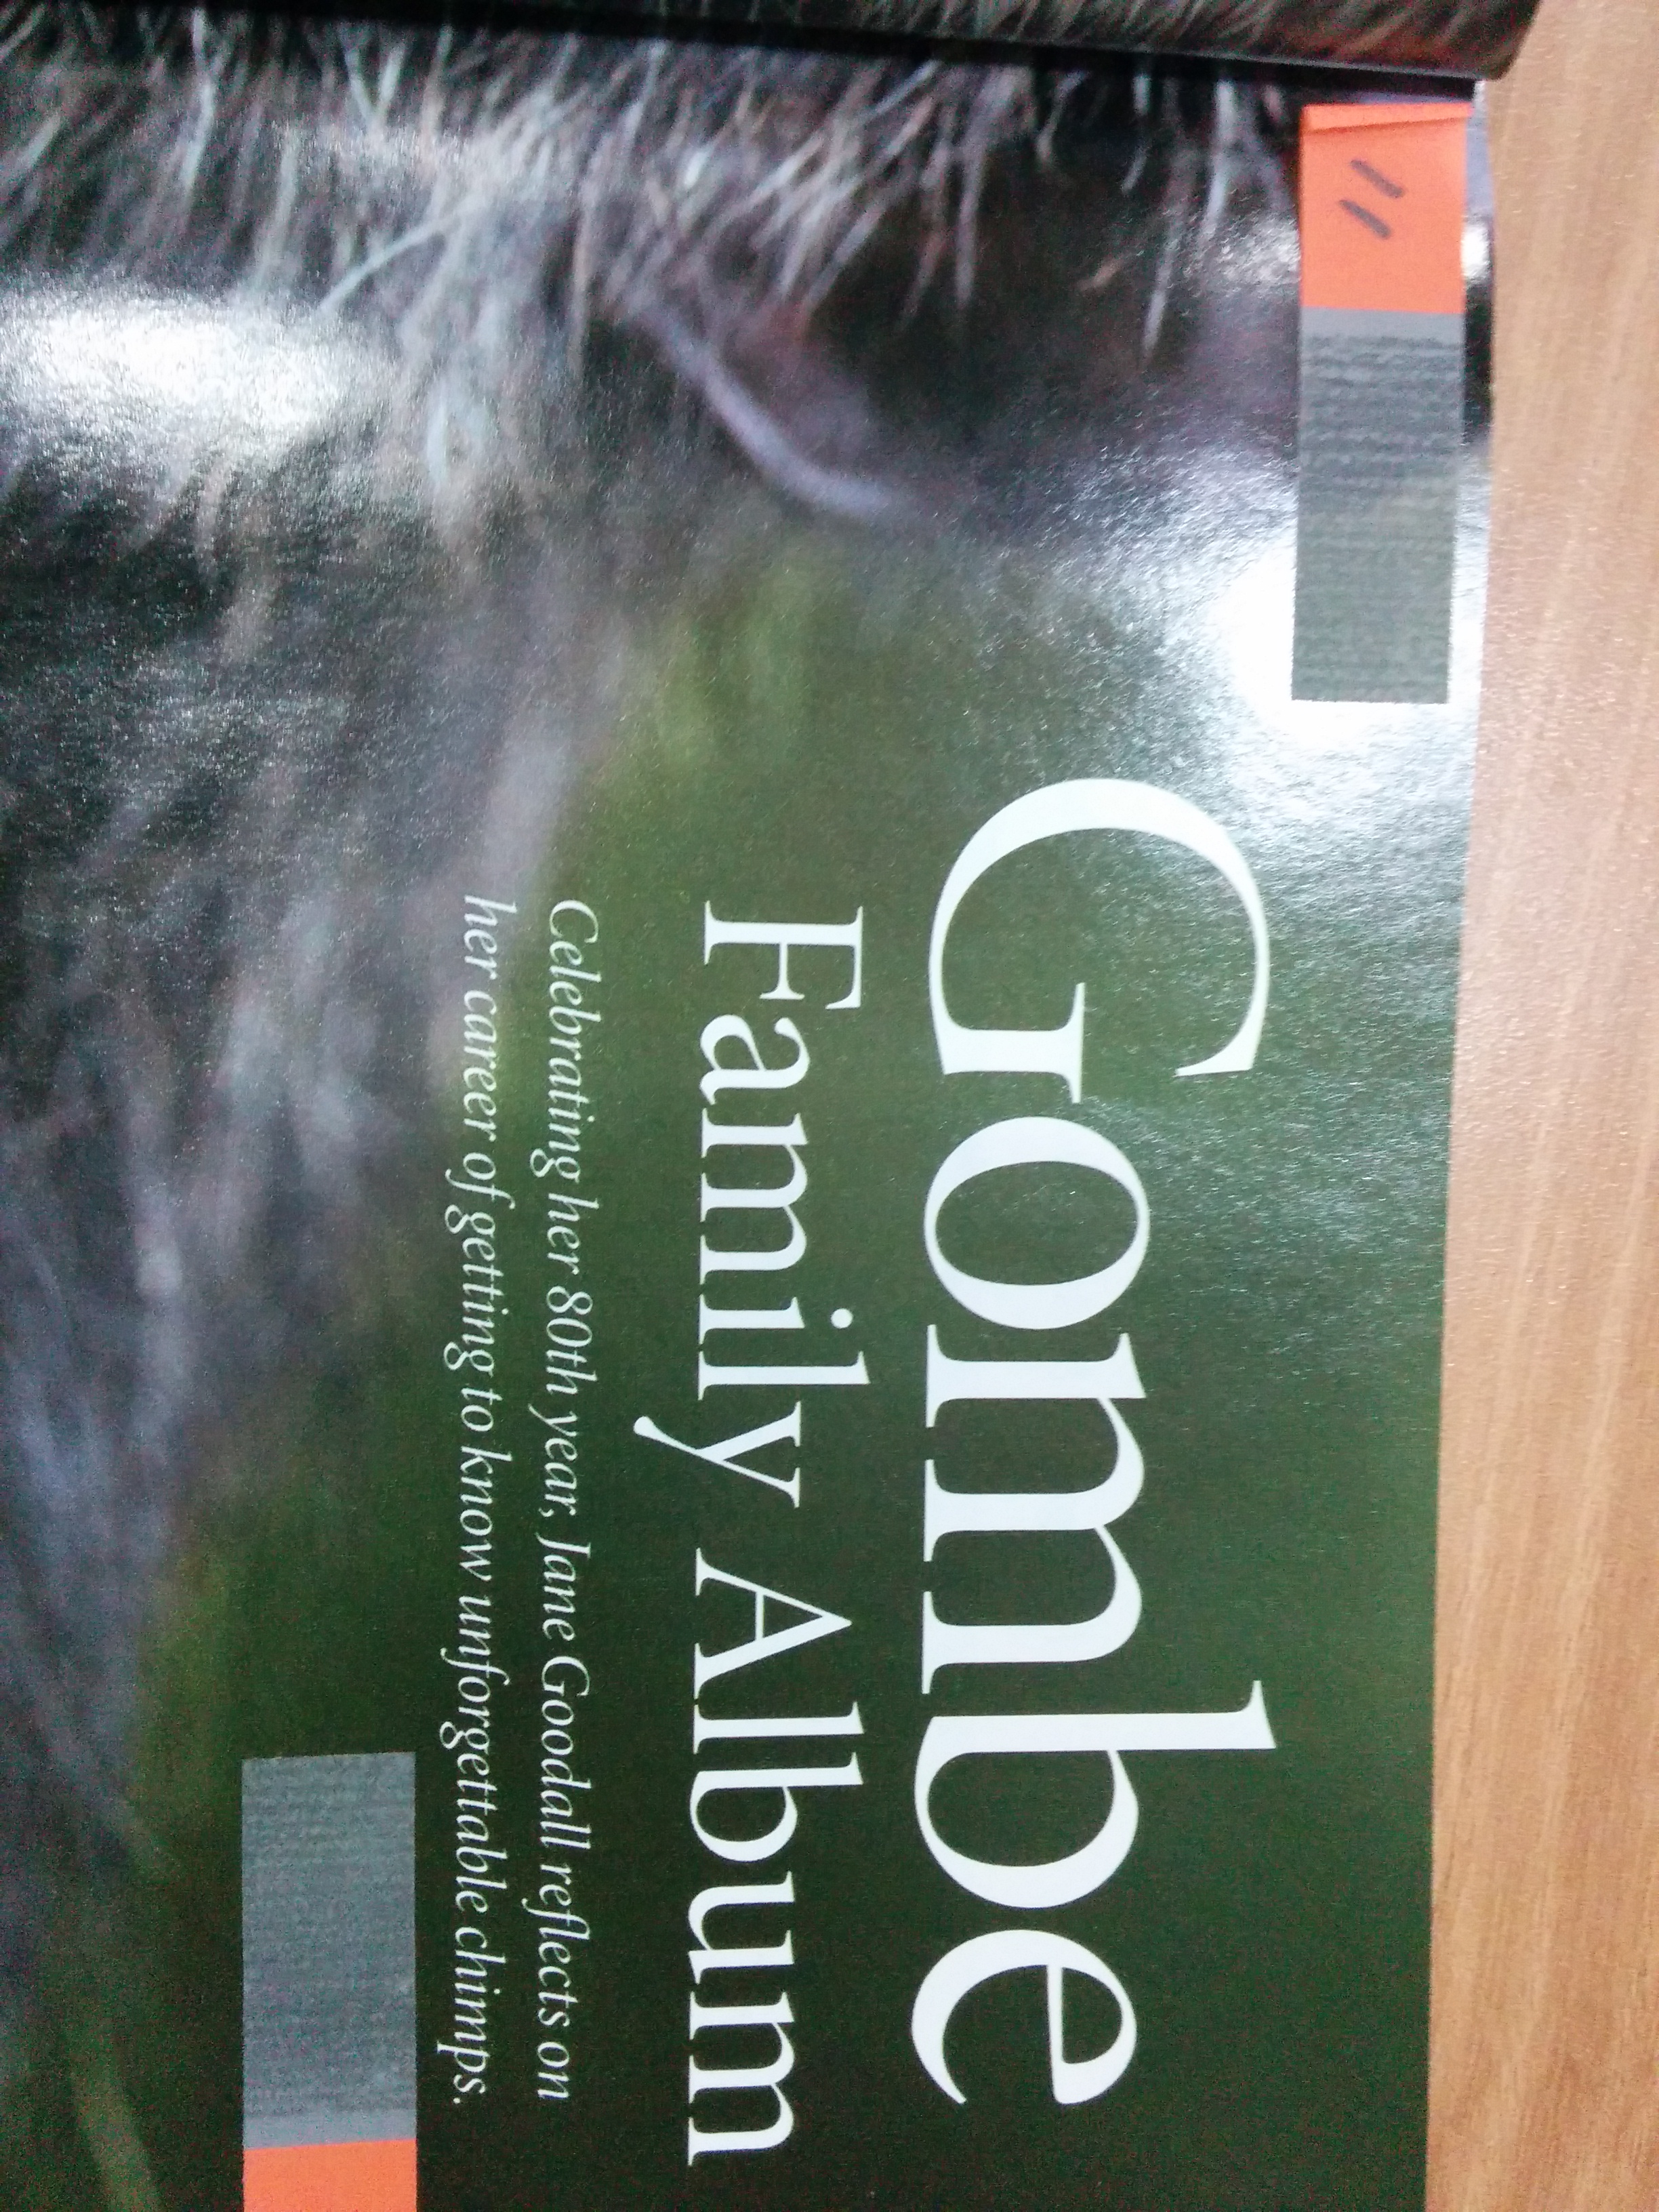 11
Gombe
Family Album
Celebrating her 80th year, Jane Goodall reflects on
her career of getting to know unforgettable chimps.